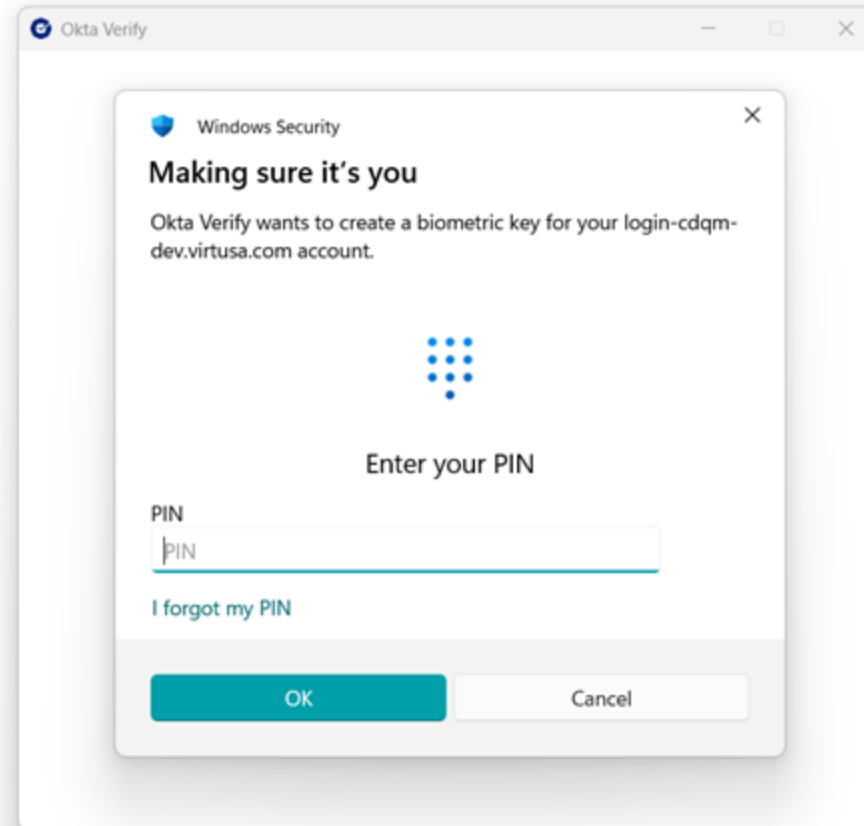 Okta Verify
Windows Security
Making sure it’s you
Okta Verify wants to create a biometric key for your login-cdqm-
dev.virtusa.com account.
Enter your PIN
PIN
PIN
I forgot my PIN
OK
Cancel